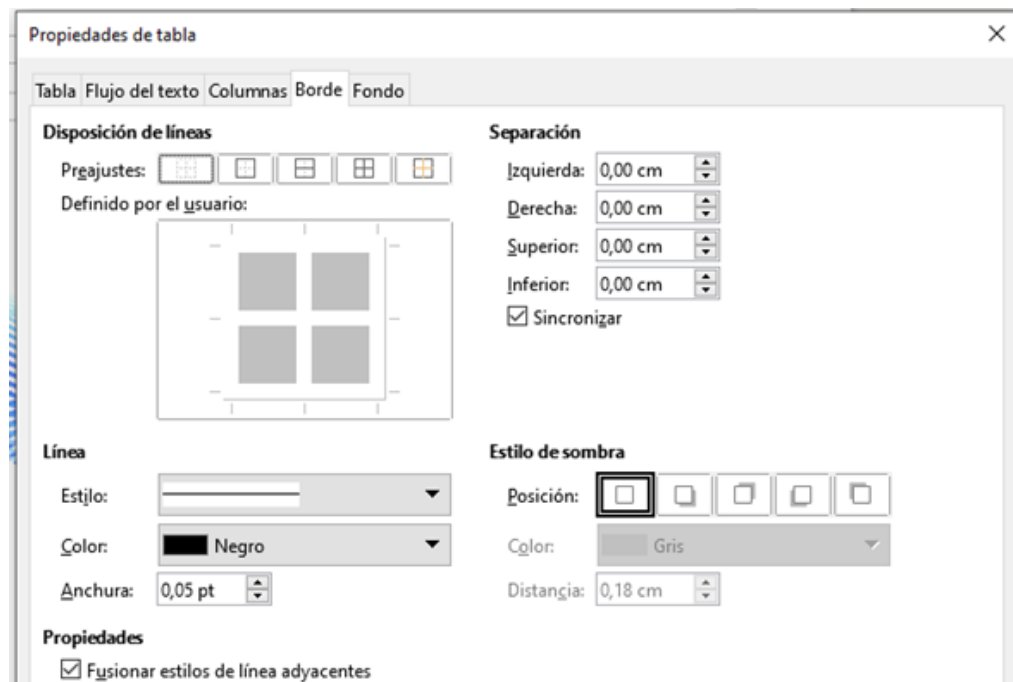 Propiedades de tabla
Tabla Flujo del texto Columnas Borde Fondo
Disposición de líneas
Preajustes:
Definido por el usuario:
Separación
Izquierda: 0,00 cm
Derecha: 0,00 cm
Superior: 0,00 cm
Inferior: 0,00 cm
Sincronizar
Línea
Estilo:
Color: Negro
Anchura: 0,05 pt
Estilo de sombra
Posición:
Color: Gris
Distancia: 0,18 cm
Propiedades
Fusionar estilos de línea adyacentes